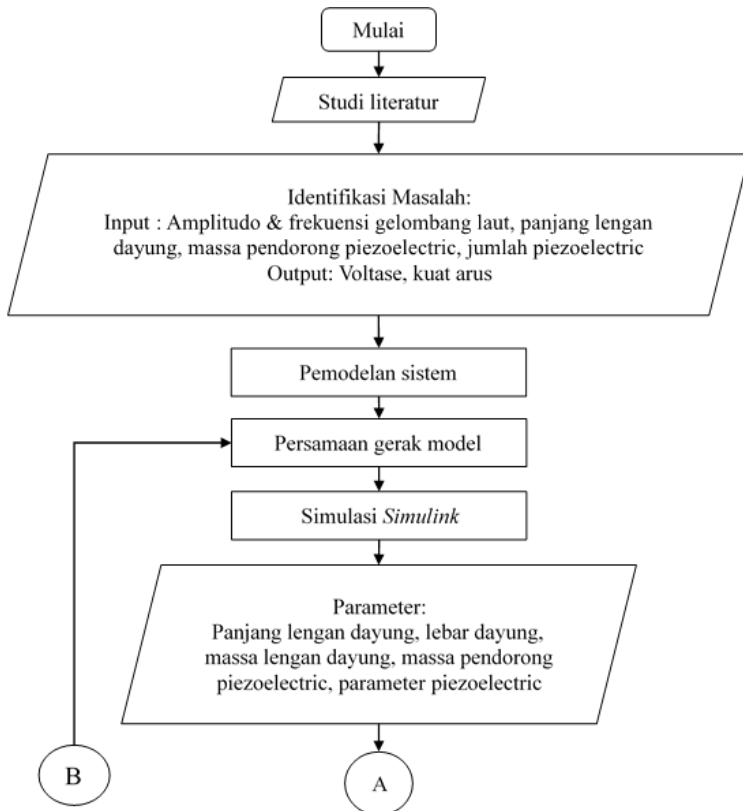 Mulai
Studi literatur
Identifikasi Masalah:
Input : Amplitudo & frekuensi gelombang laut, panjang lengan
dayung, massa pendorong piezoelectric, jumlah piezoelectric
Output: Voltase, kuat arus
Pemodelan sistem
Persamaan gerak model
Simulasi Simulink
Parameter:
Panjang lengan dayung, lebar dayung,
massa lengan dayung, massa pendorong
piezoelectric, parameter piezoelectric
B
A